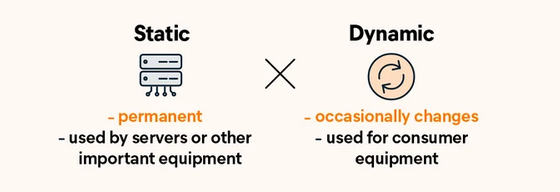 Static
- permanent
- used by servers or other
important equipment
Dynamic
- occasionally changes
- used for consumer
equipment